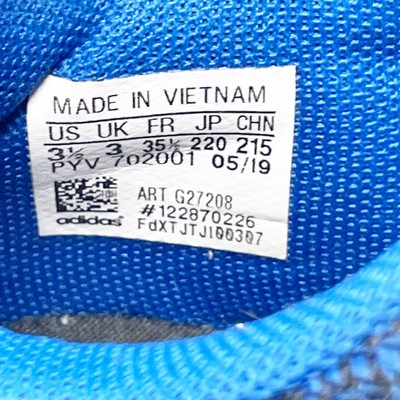 MADE IN VIETNAM
US UK FR JP CHN
3½ 3 35½ 220 215
PYV 702001 05/19
ART G27208
#122870226
FdXTJTJI00307
adidas